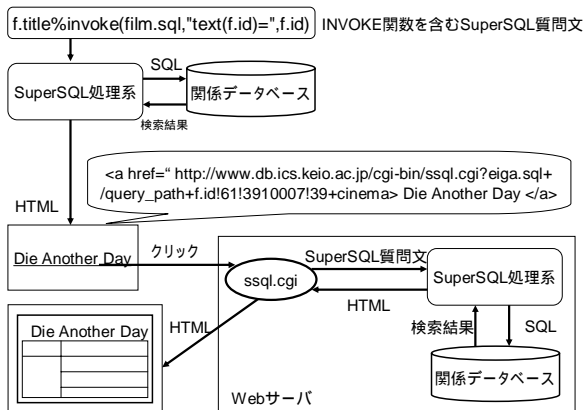 f.title%invoke(film.sql,"text(f.id)=",f.id) INVOKE関数を含むSuperSQL質問文
SQL
SuperSQL処理系
関係データベース
検索結果
<a href=“ http://www.db.ics.keio.ac.jp/cgi-bin/ssql.cgi?eiga.sql+
/query_path+f.id!61!3910007!39+cinema> Die Another Day </a>
HTML
Die Another Day
クリック
SuperSQL質問文
ssql.cgi
SuperSQL処理系
HTML
Die Another Day
HTML
検索結果
SQL
関係データベース
Webサーバ